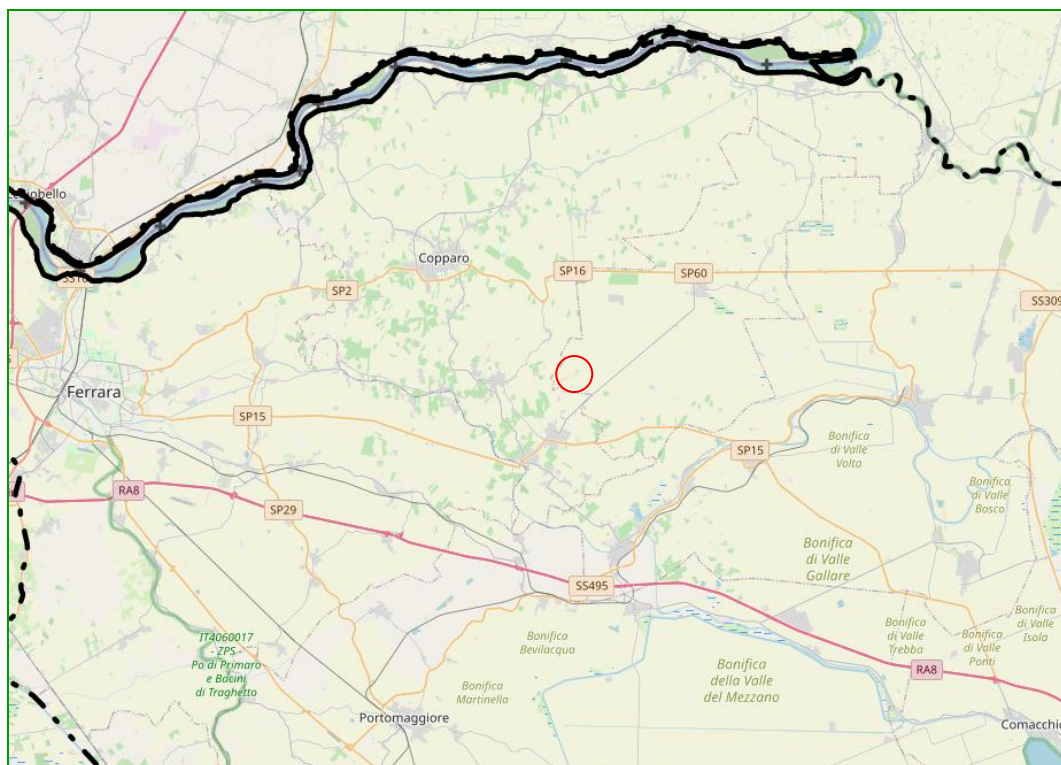 Copparo
SP16
SP60
SP2
SS309
Ferrara
SP15
SP15
Bonifica
di Valle
Volta
Bonifica
di Valle
Bosco
RA8
SP29
Bonifica
di Valle
Gallare
SS495
Bonifica
di Valle
Isola
Bonifica
di Valle
Trebba
Bonifica
di Valle
Ponti
IT4060017
- ZPS -
Po di Primaro
e Bacini
di Traghetto
Bonifica
Bevilacqua
Bonifica
della Valle
del Mezzano
RA8
Bonifica
Martinella
Portomaggiore
Comacchio